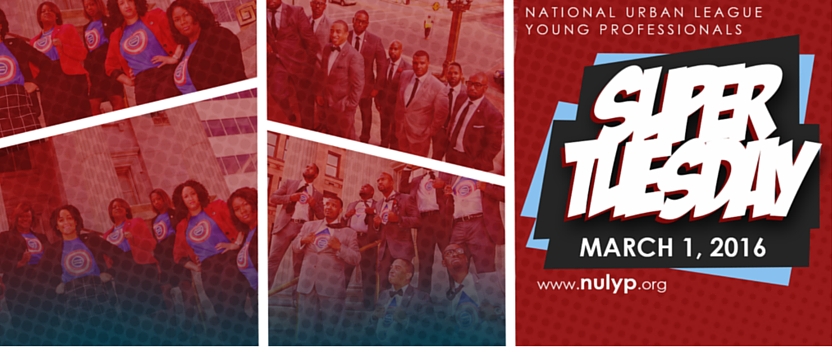 NATIONAL URBAN LEAGUE
YOUNG PROFESSIONALS
SUPER
TUESDAY
MARCH 1, 2016
www.nulyp.org